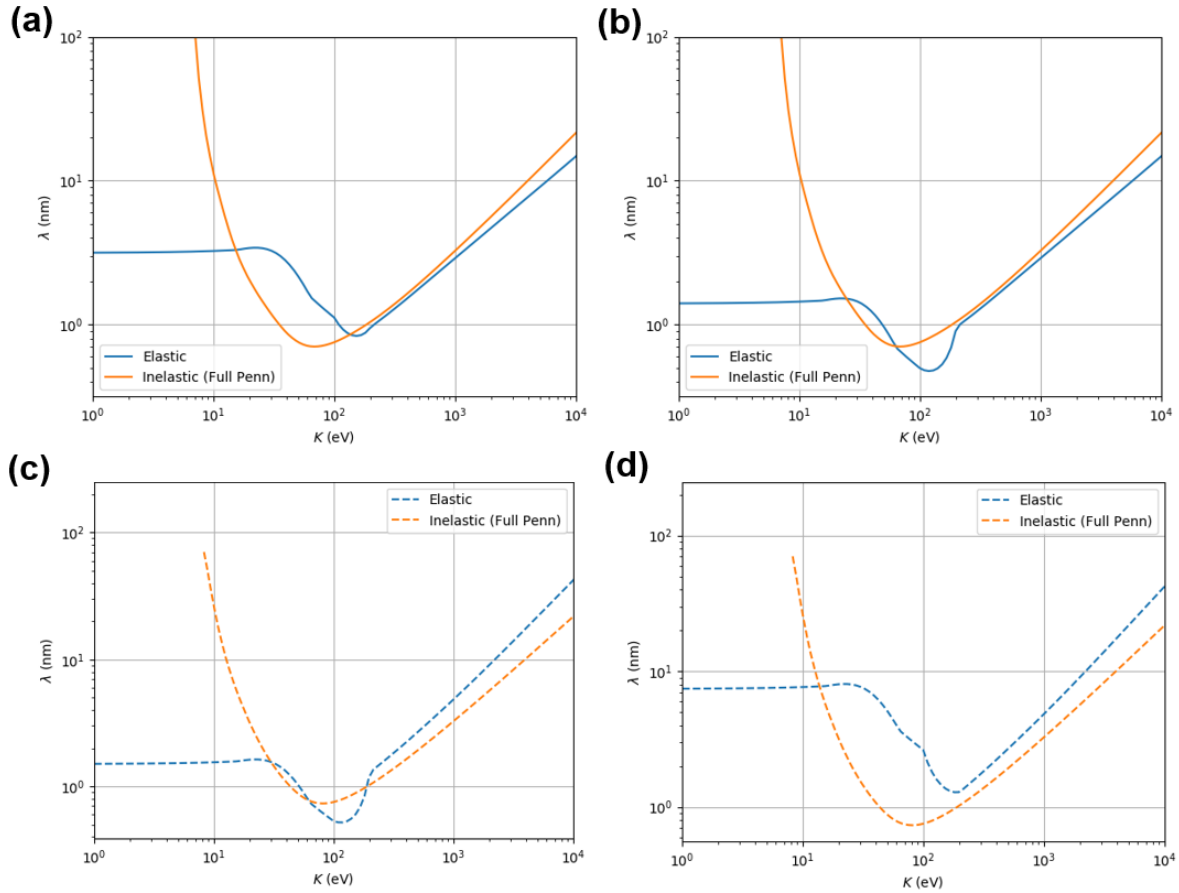 (a)
10²
10¹
10⁰
λ (nm)
Elastic
Inelastic (Full Penn)
10⁰ 10¹ 10² 10³ 10⁴
K (eV)
(b)
10²
10¹
10⁰
λ (nm)
Elastic
Inelastic (Full Penn)
10⁰ 10¹ 10² 10³ 10⁴
K (eV)
(c)
Elastic
Inelastic (Full Penn)
10²
10¹
10⁰
λ (nm)
10⁰ 10¹ 10² 10³ 10⁴
K (eV)
(d)
Elastic
Inelastic (Full Penn)
10²
10¹
10⁰
λ (nm)
10⁰ 10¹ 10² 10³ 10⁴
K (eV)